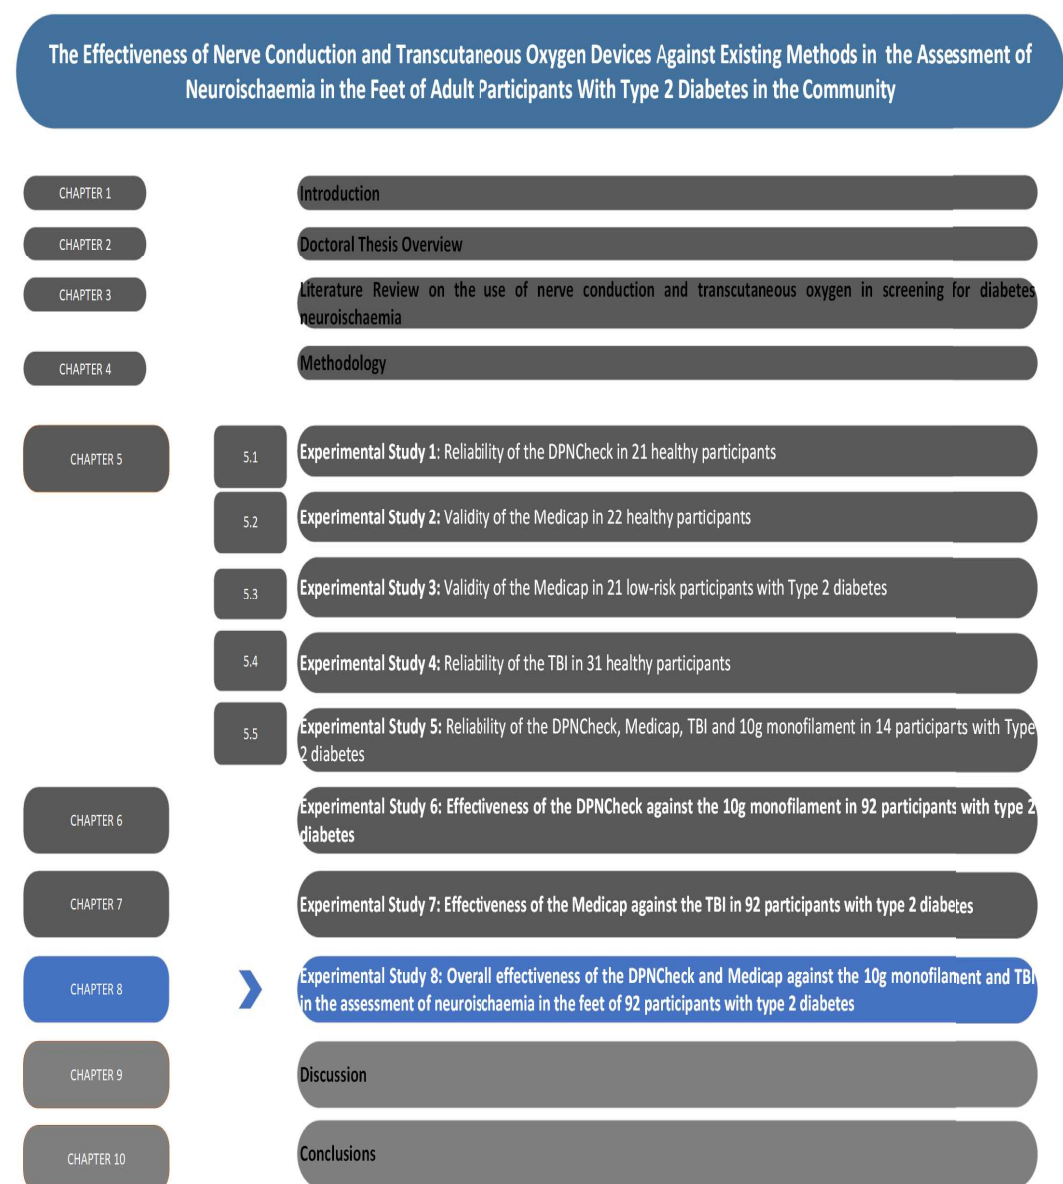 The Effectiveness of Nerve Conduction and Transcutaneous Oxygen Devices Against Existing Methods in the Assessment of
Neuroischaemia in the Feet of Adult Participants With Type 2 Diabetes in the Community
CHAPTER 1
Introduction
CHAPTER 2
Doctoral Thesis Overview
CHAPTER 3
Literature Review on the use of nerve conduction and transcutaneous oxygen in screening for diabetes
neuroischaemia
CHAPTER 4
Methodology
CHAPTER 5
5.1
Experimental Study 1: Reliability of the DPNCheck in 21 healthy participants
5.2
Experimental Study 2: Validity of the Medicap in 22 healthy participants
5.3
Experimental Study 3: Validity of the Medicap in 21 low-risk participants with Type 2 diabetes
5.4
Experimental Study 4: Reliability of the TBI in 31 healthy participants
5.5
Experimental Study 5: Reliability of the DPNCheck, Medicap, TBI and 10g monofilament in 14 participants with Type
2 diabetes
CHAPTER 6
Experimental Study 6: Effectiveness of the DPNCheck against the 10g monofilament in 92 participants with type 2
diabetes
CHAPTER 7
Experimental Study 7: Effectiveness of the Medicap against the TBI in 92 participants with type 2 diabetes
CHAPTER 8
Experimental Study 8: Overall effectiveness of the DPNCheck and Medicap against the 10g monofilament and TBI
in the assessment of neuroischaemia in the feet of 92 participants with type 2 diabetes
CHAPTER 9
Discussion
CHAPTER 10
Conclusions